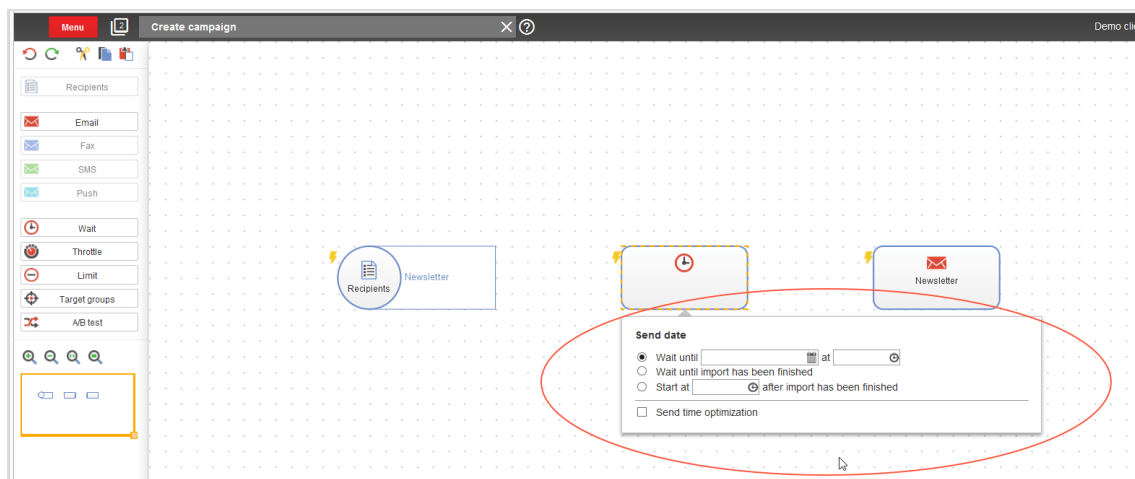 Menu
2
Create campaign
Demo cli
Recipients
Email
Fax
SMS
Push
Wait
Throttle
Limit
Target groups
A/B test
Recipients
Newsletter
Newsletter
Send date
Wait until at
Wait until import has been finished
Start at after import has been finished
Send time optimization